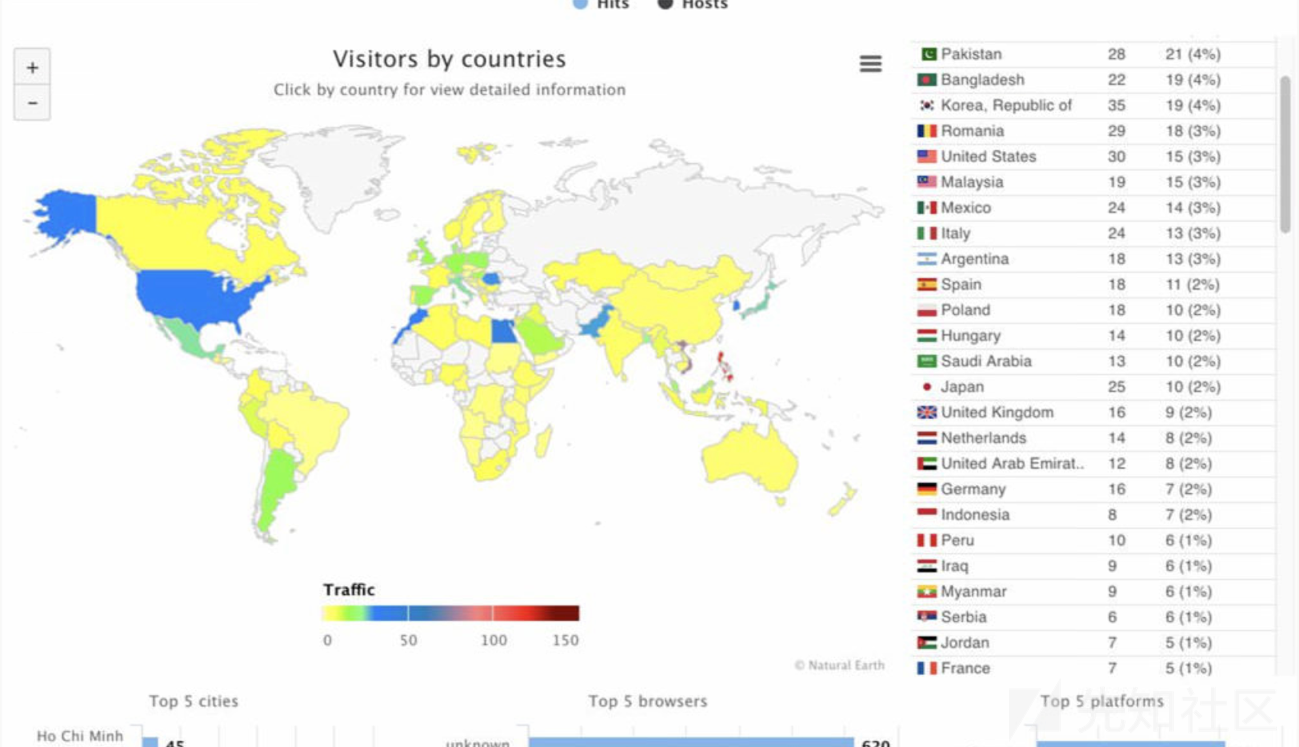 Hits Hosts
Visitors by countries
Click by country for view detailed information
+
−
Pakistan 28 21 (4%)
Bangladesh 22 19 (4%)
Korea, Republic of 35 19 (4%)
Romania 29 18 (3%)
United States 30 15 (3%)
Malaysia 19 15 (3%)
Mexico 24 14 (3%)
Italy 24 13 (3%)
Argentina 18 13 (3%)
Spain 18 11 (2%)
Poland 18 10 (2%)
Hungary 14 10 (2%)
Saudi Arabia 13 10 (2%)
Japan 25 10 (2%)
United Kingdom 16 9 (2%)
Netherlands 14 8 (2%)
United Arab Emirat.. 12 8 (2%)
Germany 16 7 (2%)
Indonesia 8 7 (2%)
Peru 10 6 (1%)
Iraq 9 6 (1%)
Myanmar 9 6 (1%)
Serbia 6 6 (1%)
Jordan 7 5 (1%)
France 7 5 (1%)
Traffic
0 50 100 150
© Natural Earth
Top 5 cities Top 5 browsers Top 5 platforms
先知社区
Ho Chi Minh 45 unknown 620